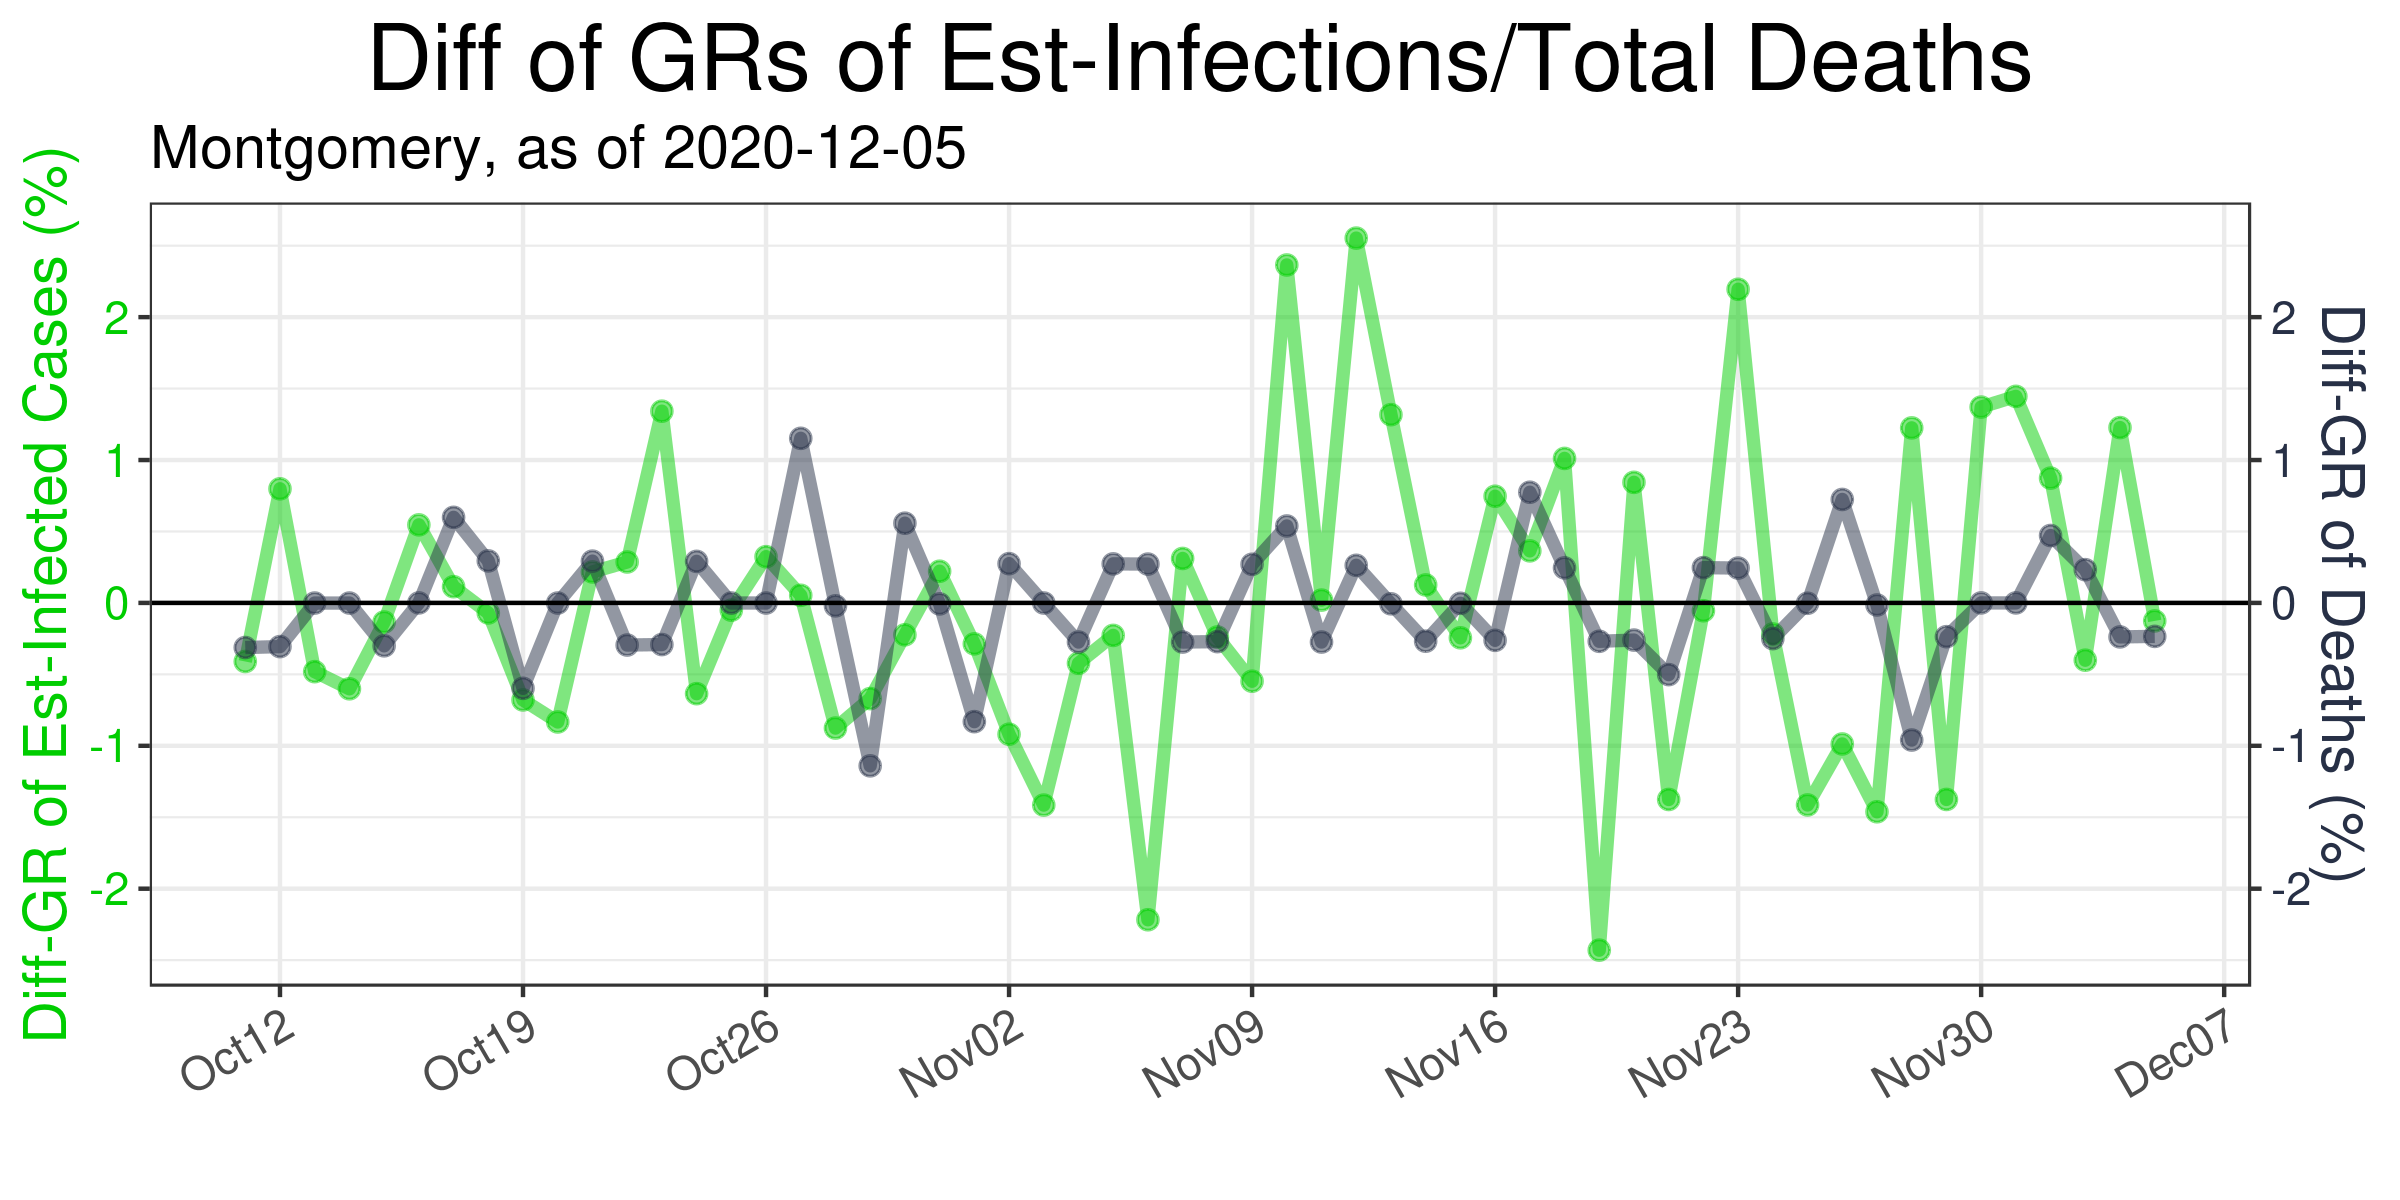 Diff of GRs of Est-Infections/Total Deaths
Montgomery, as of 2020-12-05
Diff-GR of Est-Infected Cases (%)
2
1
0
-1
-2
2
1
0
-1
-2
Diff-GR of Deaths (%)
Oct12
Oct19
Oct26
Nov02
Nov09
Nov16
Nov23
Nov30
Dec07